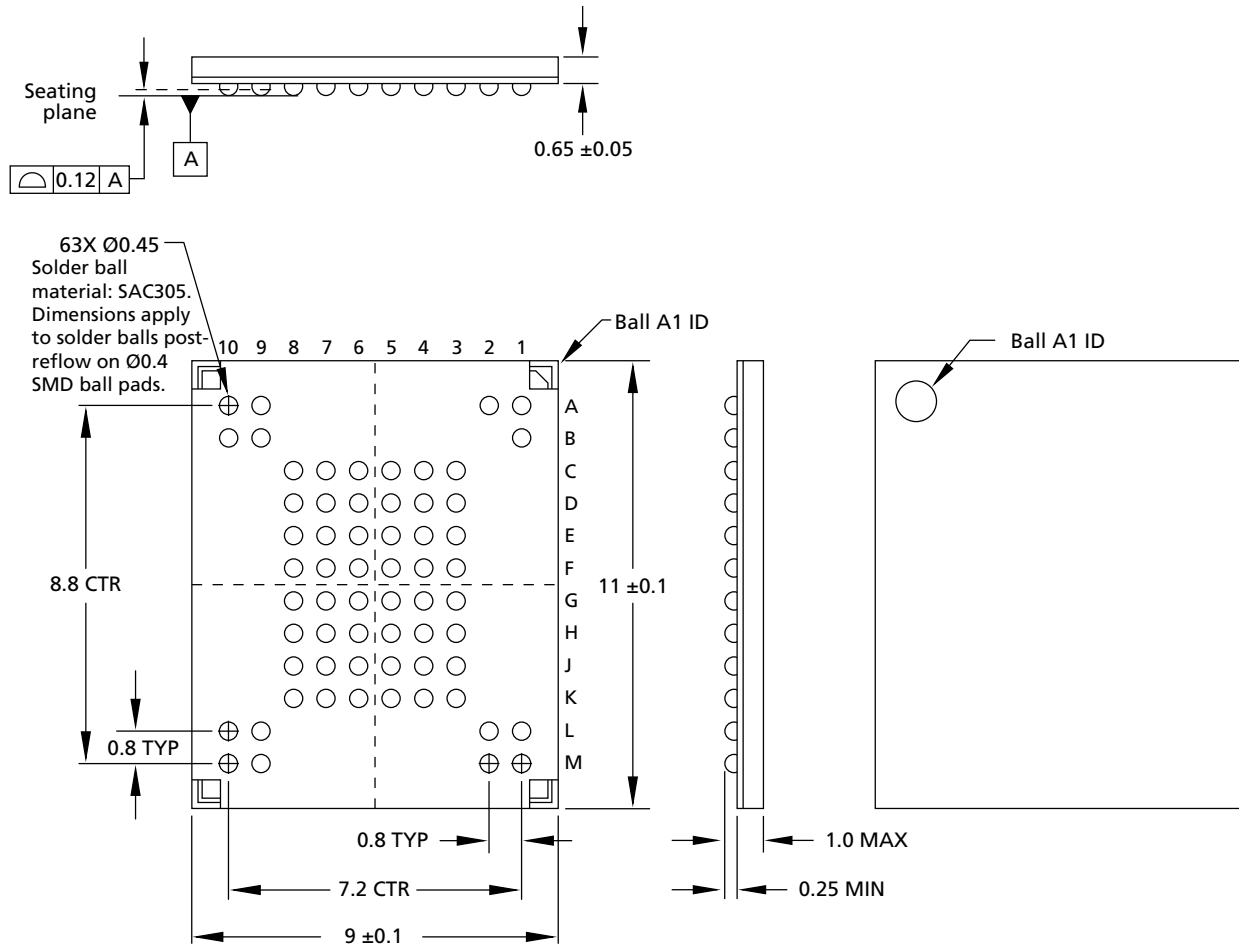 Seating
plane
A
0.12 A
0.65 ±0.05
63X Ø0.45
Solder ball
material: SAC305.
Dimensions apply
to solder balls post-
reflow on Ø0.4
SMD ball pads.
10 9 8 7 6 5 4 3 2 1
Ball A1 ID
Ball A1 ID
A
B
C
D
E
F
G
H
J
K
L
M
8.8 CTR
11 ±0.1
0.8 TYP
0.8 TYP
1.0 MAX
7.2 CTR
0.25 MIN
9 ±0.1